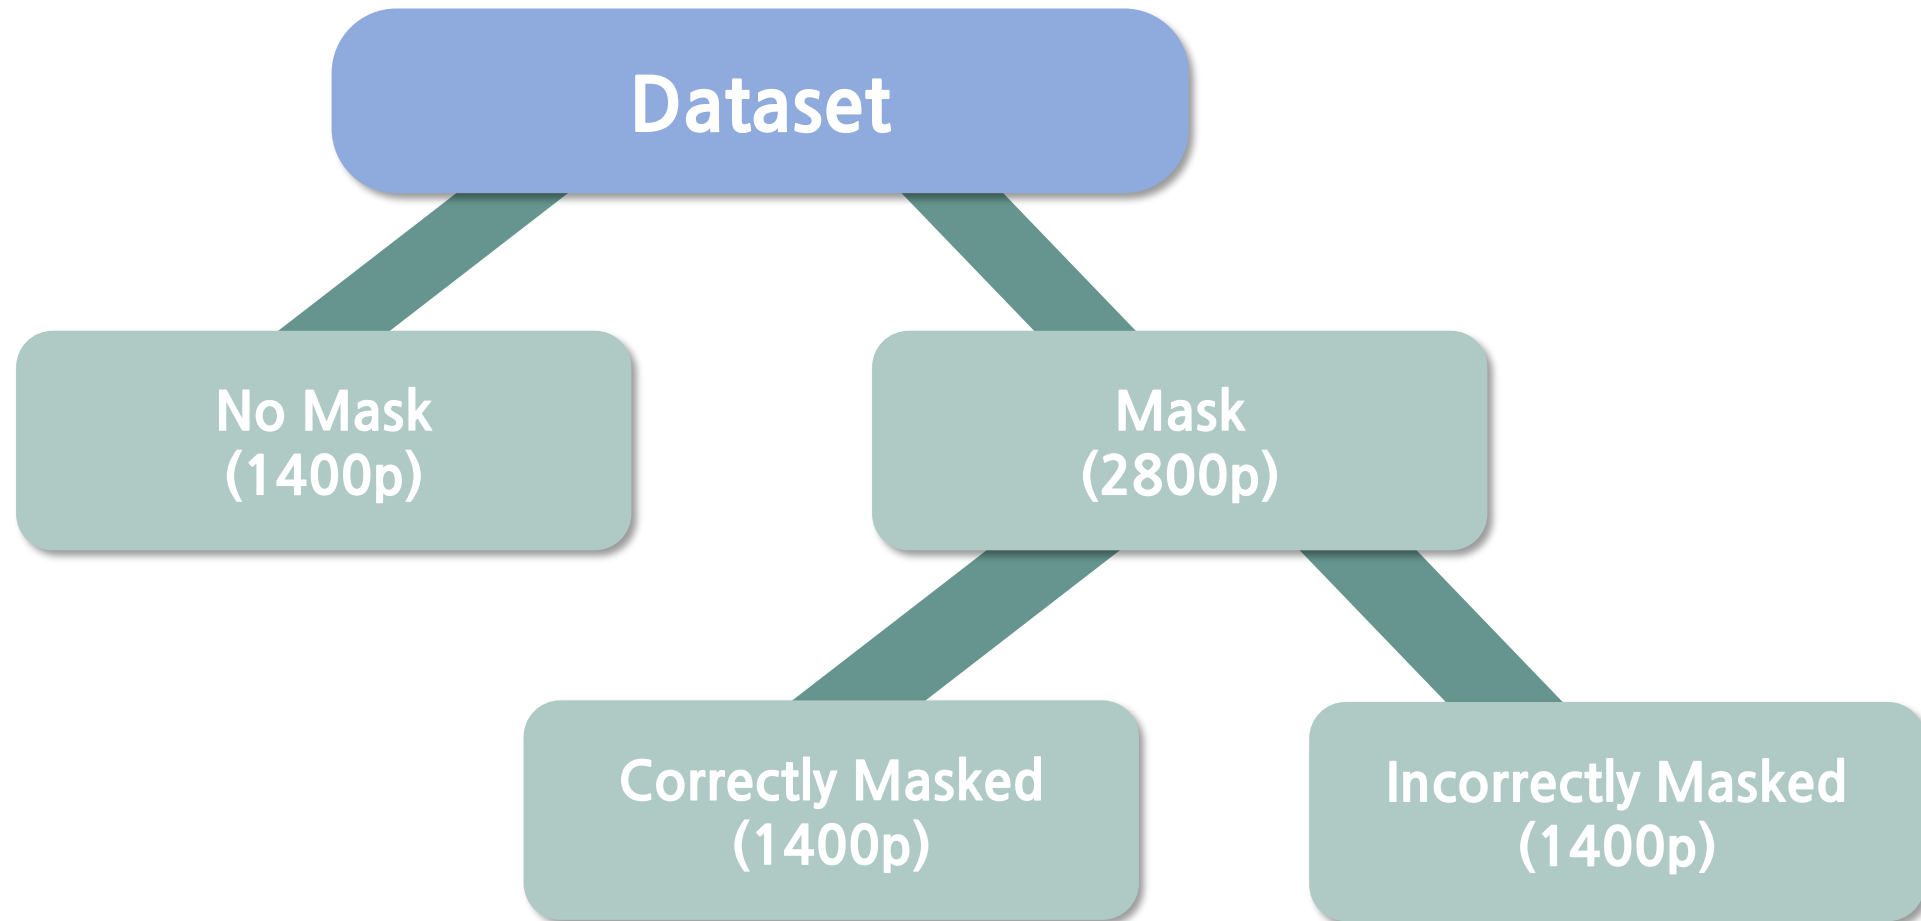 Dataset
No Mask
(1400p)
Mask
(2800p)
Correctly Masked
(1400p)
Incorrectly Masked
(1400p)